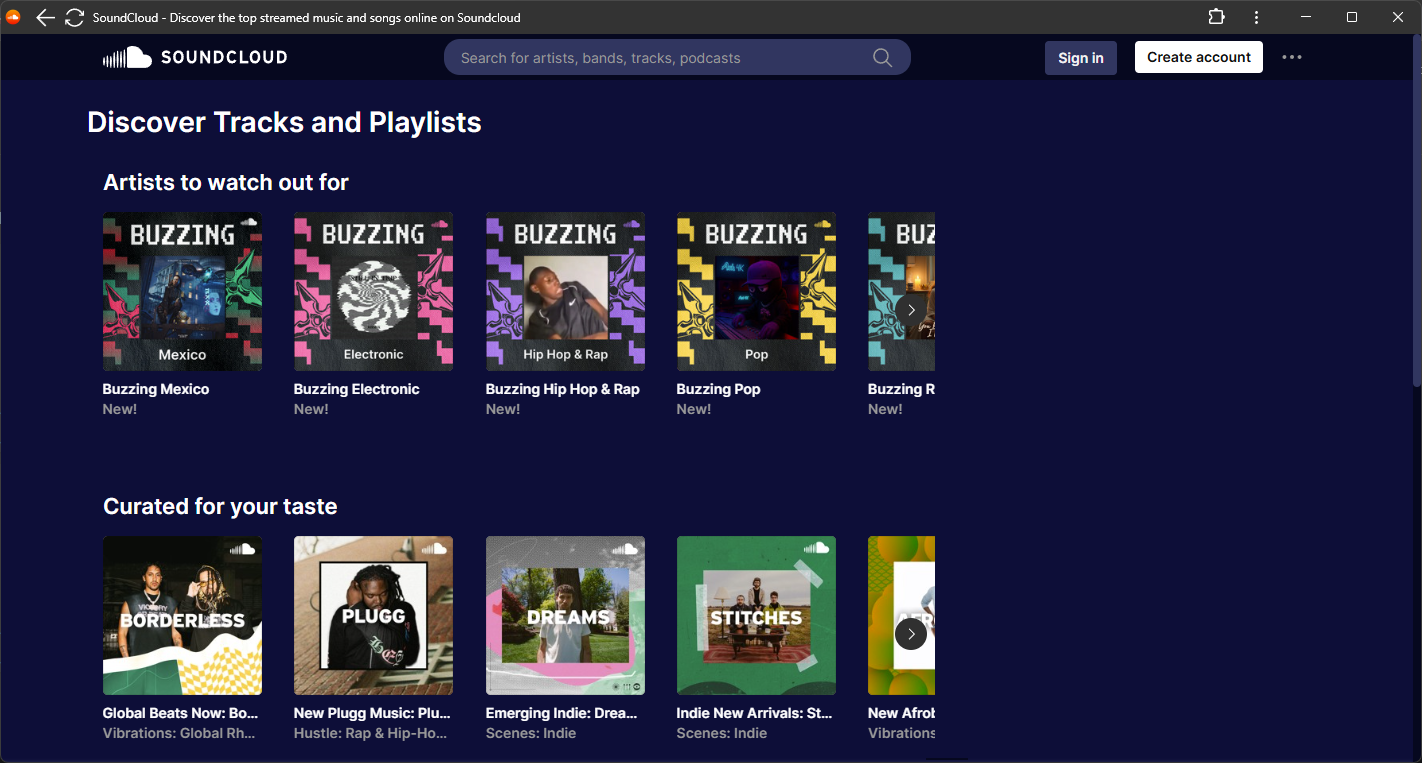 SoundCloud - Discover the top streamed music and songs online on Soundcloud
SOUNDCLOUD
Search for artists, bands, tracks, podcasts
Sign in
Create account
Discover Tracks and Playlists
Artists to watch out for
BUZZING
BUZZING
BUZZING
BUZZING
BUZ
Mexico
Electronic
Hip Hop & Rap
Pop
Buzzing Mexico
Buzzing Electronic
Buzzing Hip Hop & Rap
Buzzing Pop
Buzzing R
New!
New!
New!
New!
New!
Curated for your taste
BORDERLESS
PLUGG
DREAMS
STITCHES
AFR
Global Beats Now: Bo...
New Plugg Music: Plu...
Emerging Indie: Drea...
Indie New Arrivals: St...
New Afrob
Vibrations: Global Rh...
Hustle: Rap & Hip-Ho...
Scenes: Indie
Scenes: Indie
Vibrations